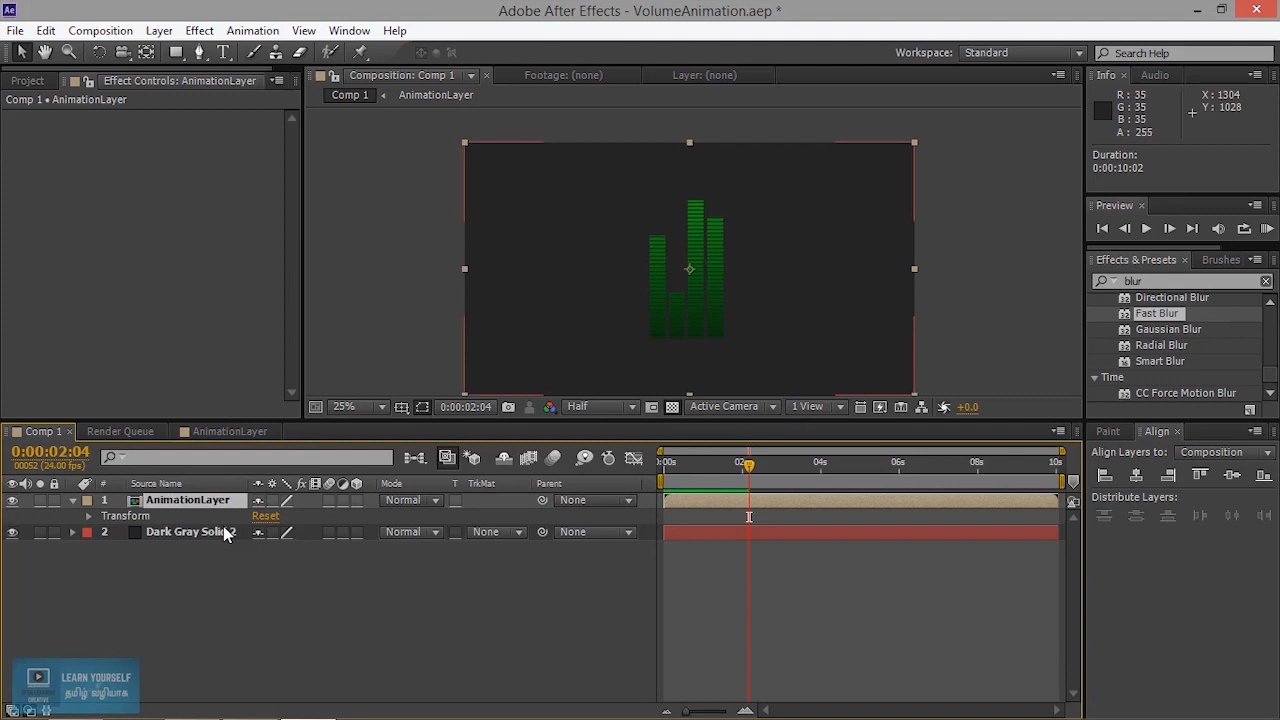 Adobe After Effects - VolumeAnimation.aep *
File Edit Composition Layer Effect Animation View Window Help
Workspace: Standard Search Help
Project Effect Controls: AnimationLayer Composition: Comp 1 Footage: (none) Layer: (none) Info Audio
Comp 1 • AnimationLayer Comp 1 AnimationLayer
R : 35 X : 1304
G : 35 Y : 1028
B : 35
A : 255
Duration:
0:00:10:02
Preview
Effects & Presets Brushes
blur
Directional Blur
Fast Blur
Gaussian Blur
Radial Blur
Smart Blur
Time
CC Force Motion Blur
25% 0:00:02:04 Half Active Camera 1 View +0.0
Comp 1 Render Queue AnimationLayer Paint Align
0:00:02:04
00052 (24.00 fps)
Align Layers to: Composition
:00s 02 04s 06s 08s 10s
# Source Name Mode T TrkMat Parent
1 AnimationLayer Normal None
Transform Reset
2 Dark Gray Solid 2 Normal None None
Distribute Layers:
LEARN YOURSELF
தமிழ் வழியாக